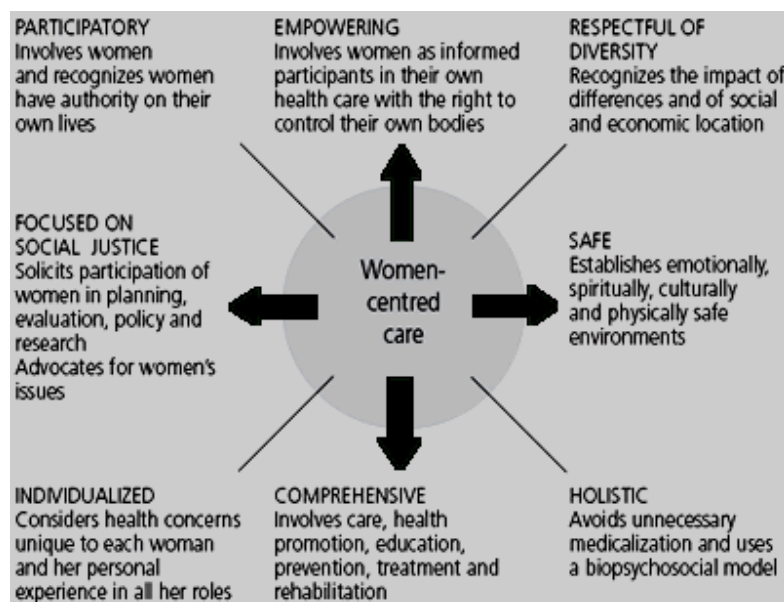 PARTICIPATORY
Involves women
and recognizes women
have authority on their
own lives
EMPOWERING
Involves women as informed
participants in their own
health care with the right to
control their own bodies
RESPECTFUL OF
DIVERSITY
Recognizes the impact of
differences and of social
and economic location
FOCUSED ON
SOCIAL JUSTICE
Solicits participation of
women in planning,
evaluation, policy and
research
Advocates for women's
issues
Women-
centred
care
SAFE
Establishes emotionally,
spiritually, culturally
and physically safe
environments
INDIVIDUALIZED
Considers health concerns
unique to each woman
and her personal
experience in all her roles
COMPREHENSIVE
Involves care, health
promotion, education,
prevention, treatment and
rehabilitation
HOLISTIC
Avoids unnecessary
medicalization and uses
a biopsychosocial model